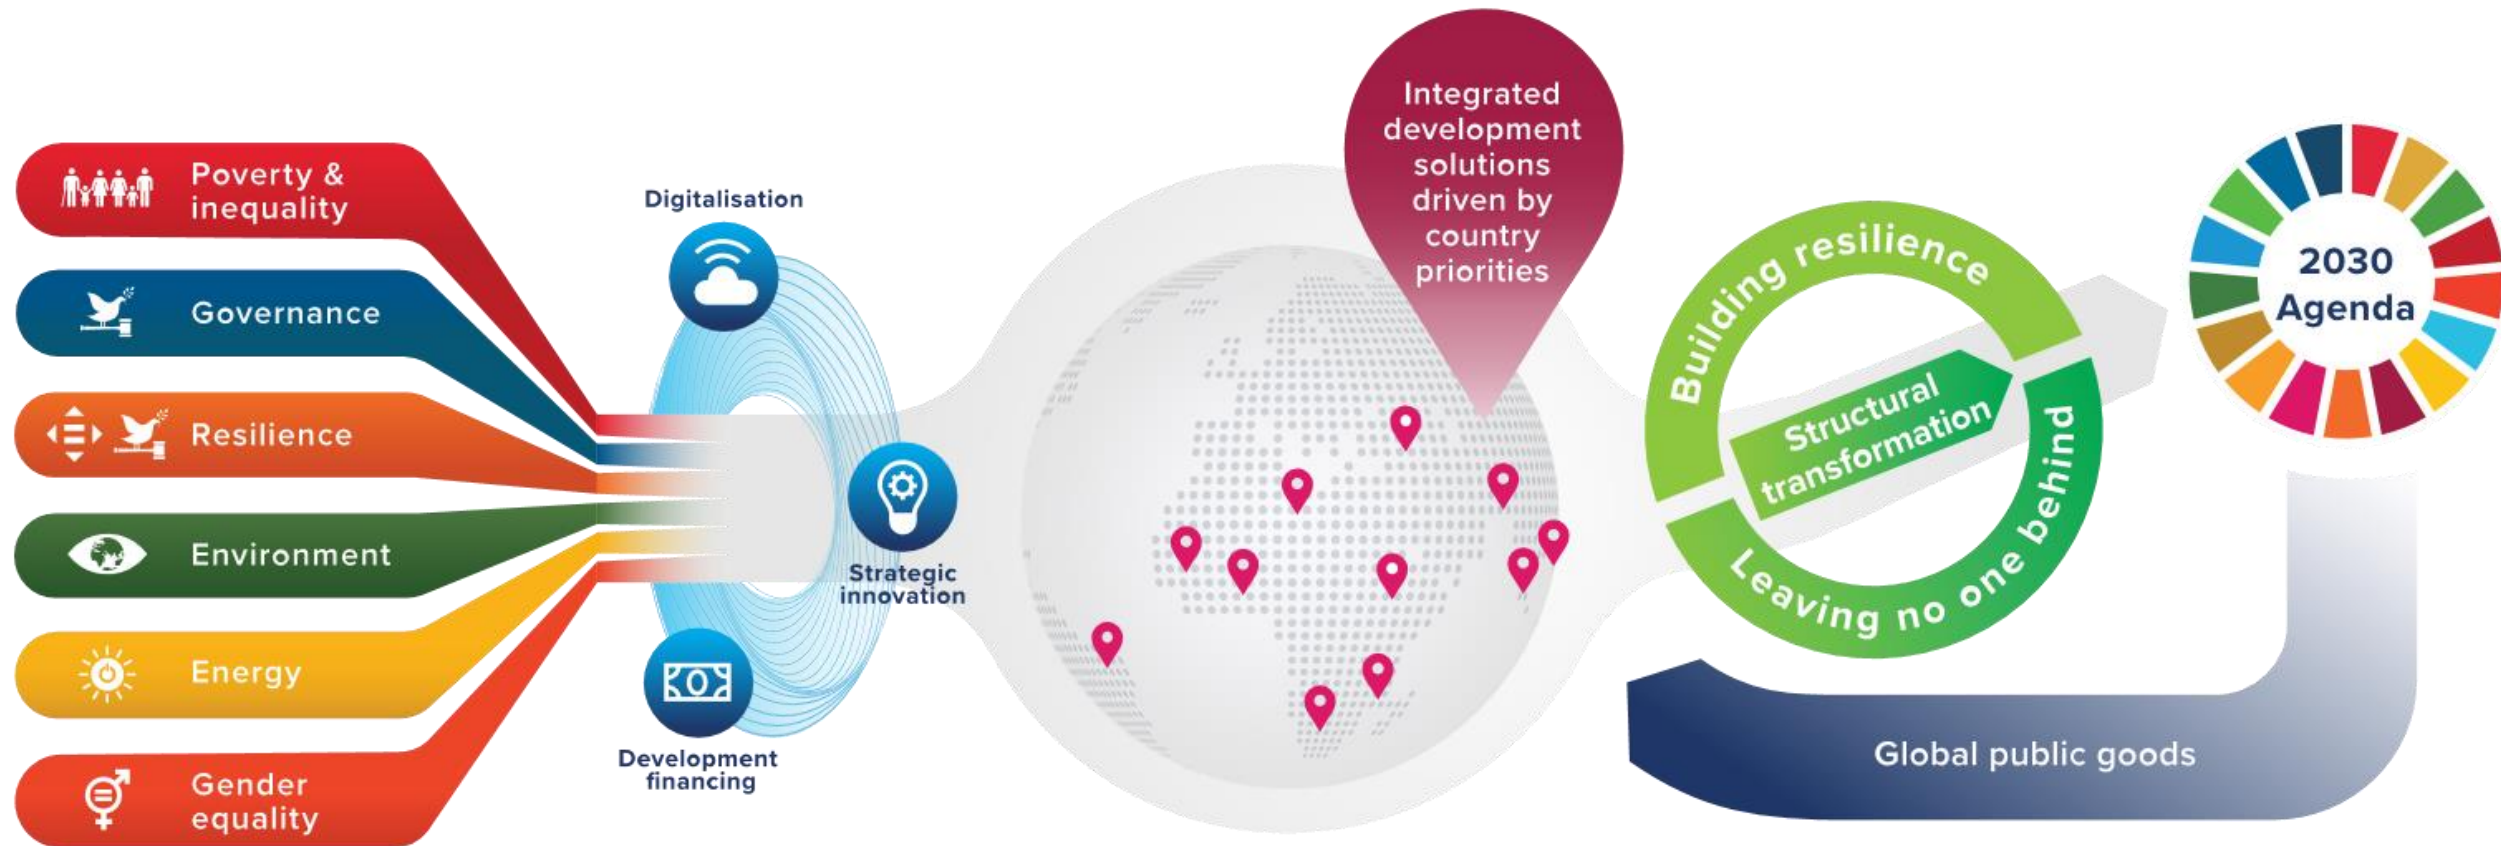 Poverty &
inequality
Governance
Resilience
Environment
Energy
Gender
equality
Digitalisation
Strategic
innovation
Development
financing
Integrated
development
solutions
driven by
country
priorities
Building resilience
Structural
transformation
Leaving no one behind
2030
Agenda
Global public goods